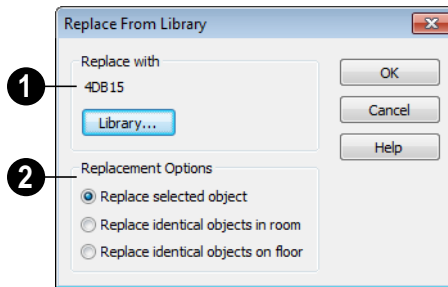 Replace From Library
Replace with
1
4DB15
Library...
OK
Cancel
Help
2
Replacement Options
Replace selected object
Replace identical objects in room
Replace identical objects on floor